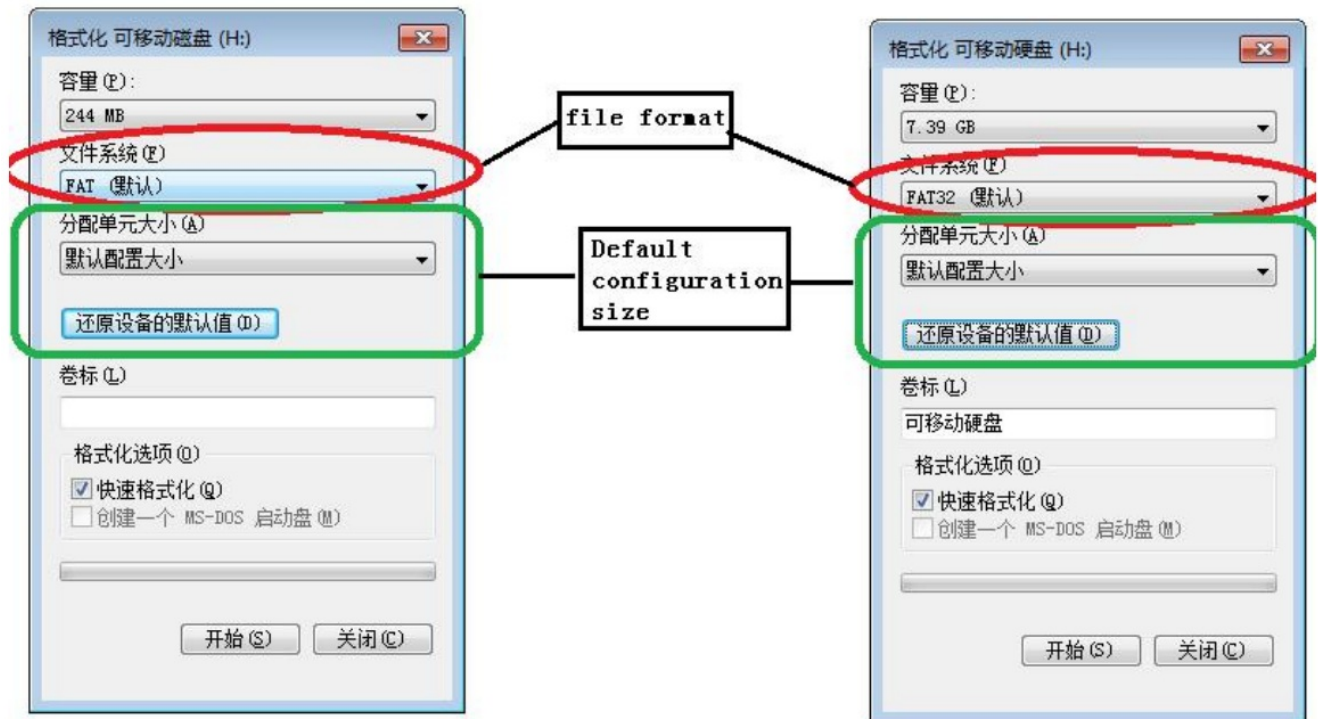 格式化 可移动磁盘 (H:)
容量(P):
244 MB
文件系统(F)
FAT (默认)
分配单元大小(A)
默认配置大小
还原设备的默认值(D)
卷标(L)
格式化选项(O)
快速格式化(Q)
创建一个 MS-DOS 启动盘(M)
开始(S)
关闭(C)
file format
Default
configuration
size
格式化 可移动硬盘 (H:)
容量(P):
7.39 GB
文件系统(F)
FAT32 (默认)
分配单元大小(A)
默认配置大小
还原设备的默认值(D)
卷标(L)
可移动硬盘
格式化选项(O)
快速格式化(Q)
创建一个 MS-DOS 启动盘(M)
开始(S)
关闭(C)